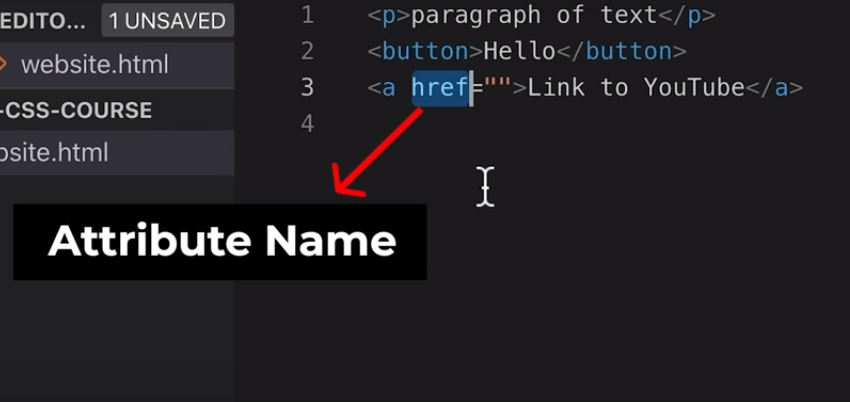 EDITO... 1 UNSAVED
website.html
-CSS-COURSE
bsite.html
1 <p>paragraph of text</p>
2 <button>Hello</button>
3 <a href="">Link to YouTube</a>
4
Attribute Name